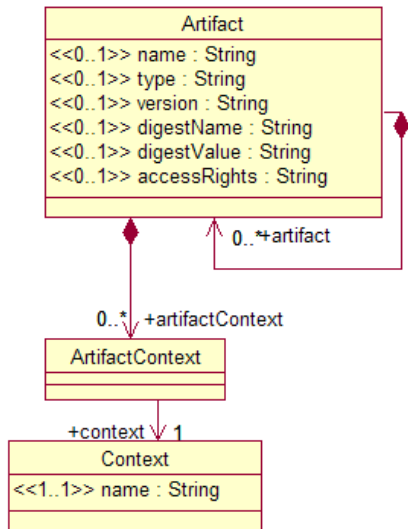 Artifact
<<0..1>> name : String
<<0..1>> type : String
<<0..1>> version : String
<<0..1>> digestName : String
<<0..1>> digestValue : String
<<0..1>> accessRights : String
0..*+artifact
0..* +artifactContext
ArtifactContext
+context 1
Context
<<1..1>> name : String